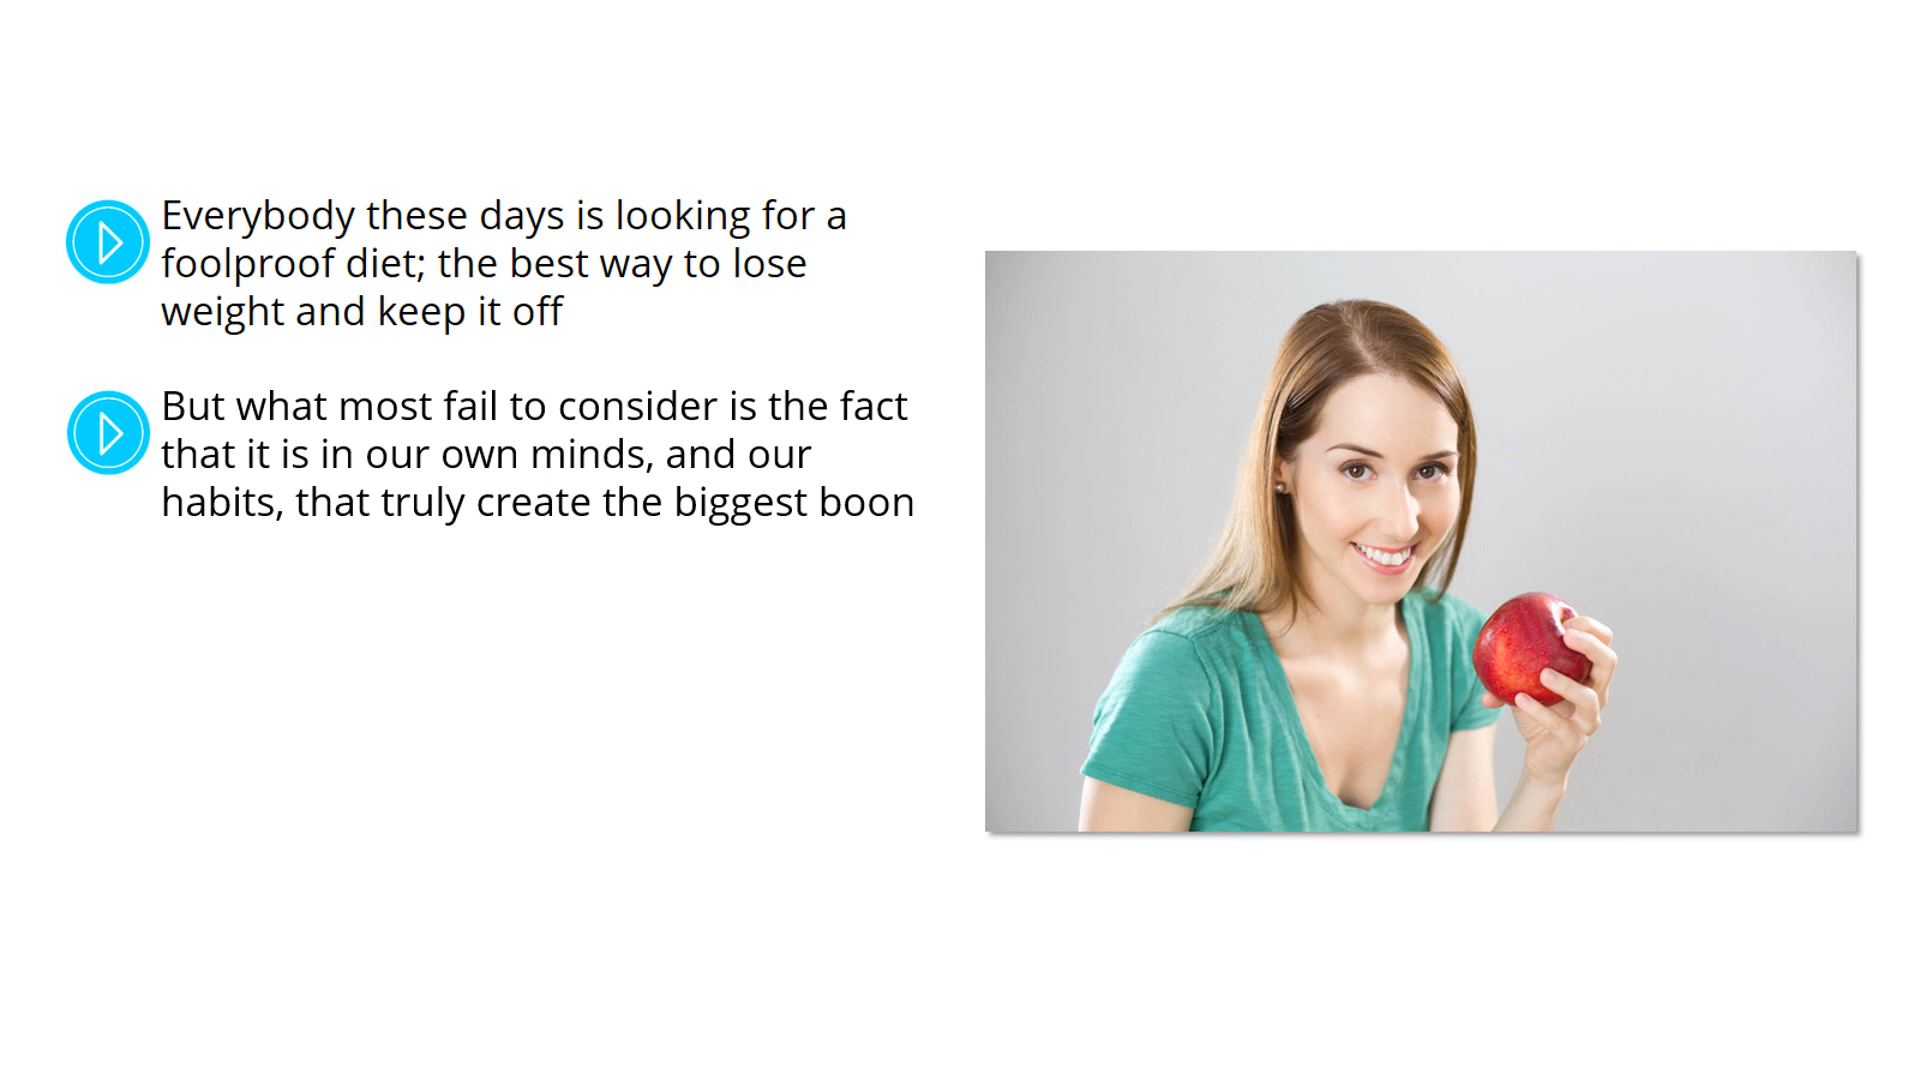 Everybody these days is looking for a
foolproof diet; the best way to lose
weight and keep it off
But what most fail to consider is the fact
that it is in our own minds, and our
habits, that truly create the biggest boon